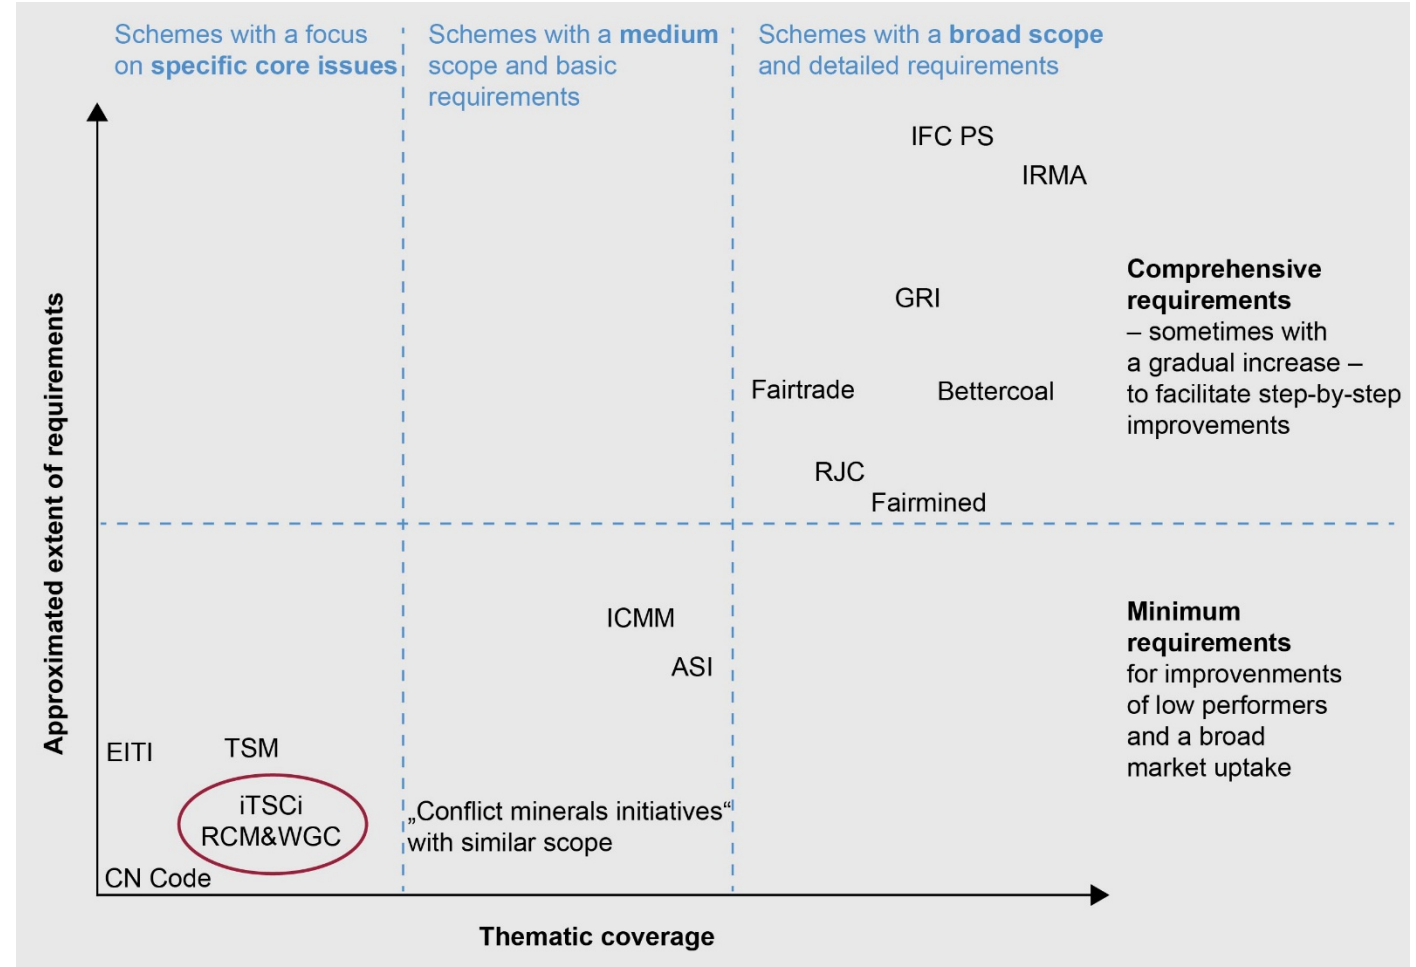 Schemes with a focus
on specific core issues
Schemes with a medium
scope and basic
requirements
Schemes with a broad scope
and detailed requirements
Approximated extent of requirements
IFC PS
IRMA
GRI
Fairtrade
Bettercoal
RJC
Fairmined
Comprehensive
requirements
– sometimes with
a gradual increase –
to facilitate step-by-step
improvements
ICMM
ASI
EITI
TSM
iTSCi
RCM&WGC
CN Code
„Conflict minerals initiatives“
with similar scope
Minimum
requirements
for improvenments
of low performers
and a broad
market uptake
Thematic coverage